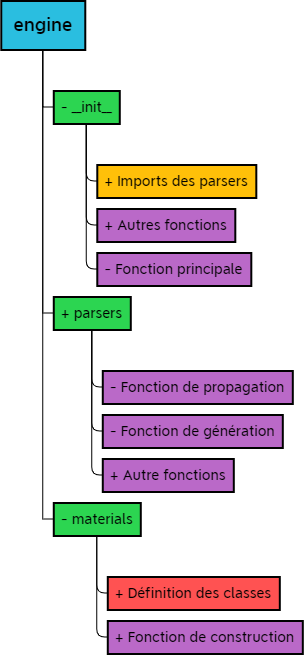 engine
- _init_
+ Imports des parsers
+ Autres fonctions
- Fonction principale
+ parsers
- Fonction de propagation
- Fonction de génération
+ Autre fonctions
- materials
+ Définition des classes
+ Fonction de construction